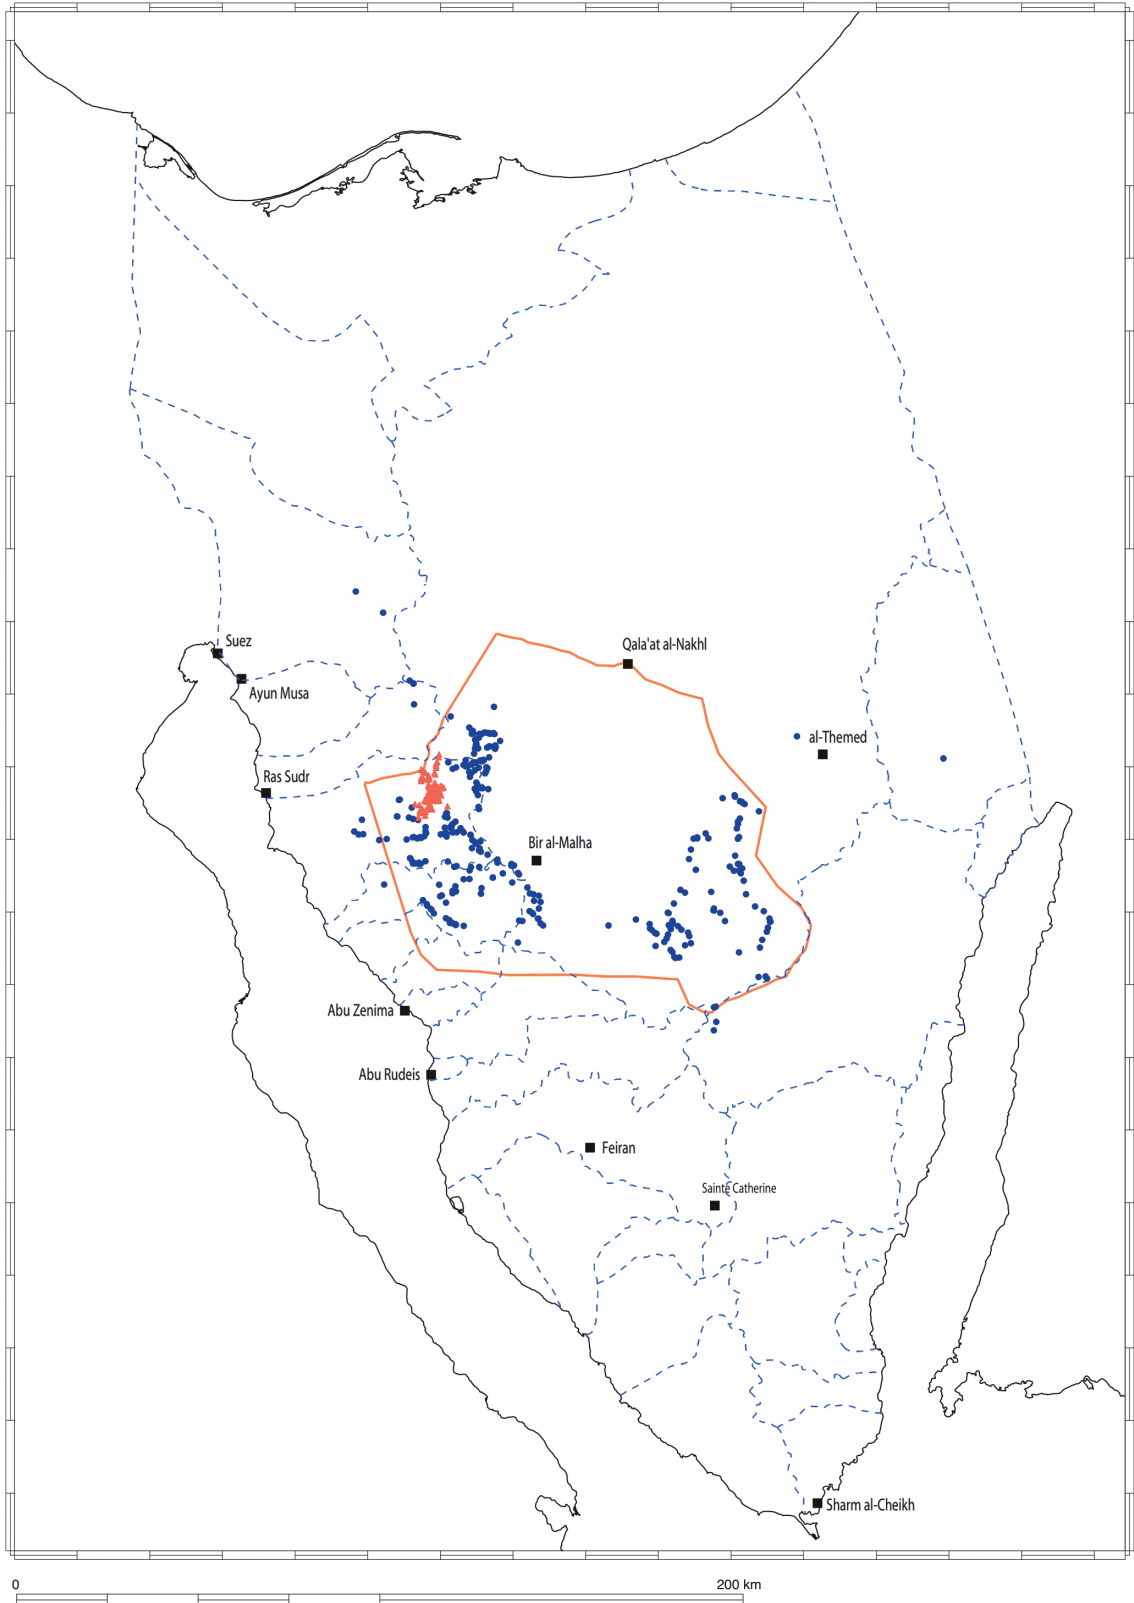 Suez
Qala'at al-Nakhl
Ayun Musa
al-Themed
Ras Sudr
Bir al-Malha
Abu Zenima
Abu Rudeis
Feiran
Sainte Catherine
Sharm al-Cheikh
0 200 km